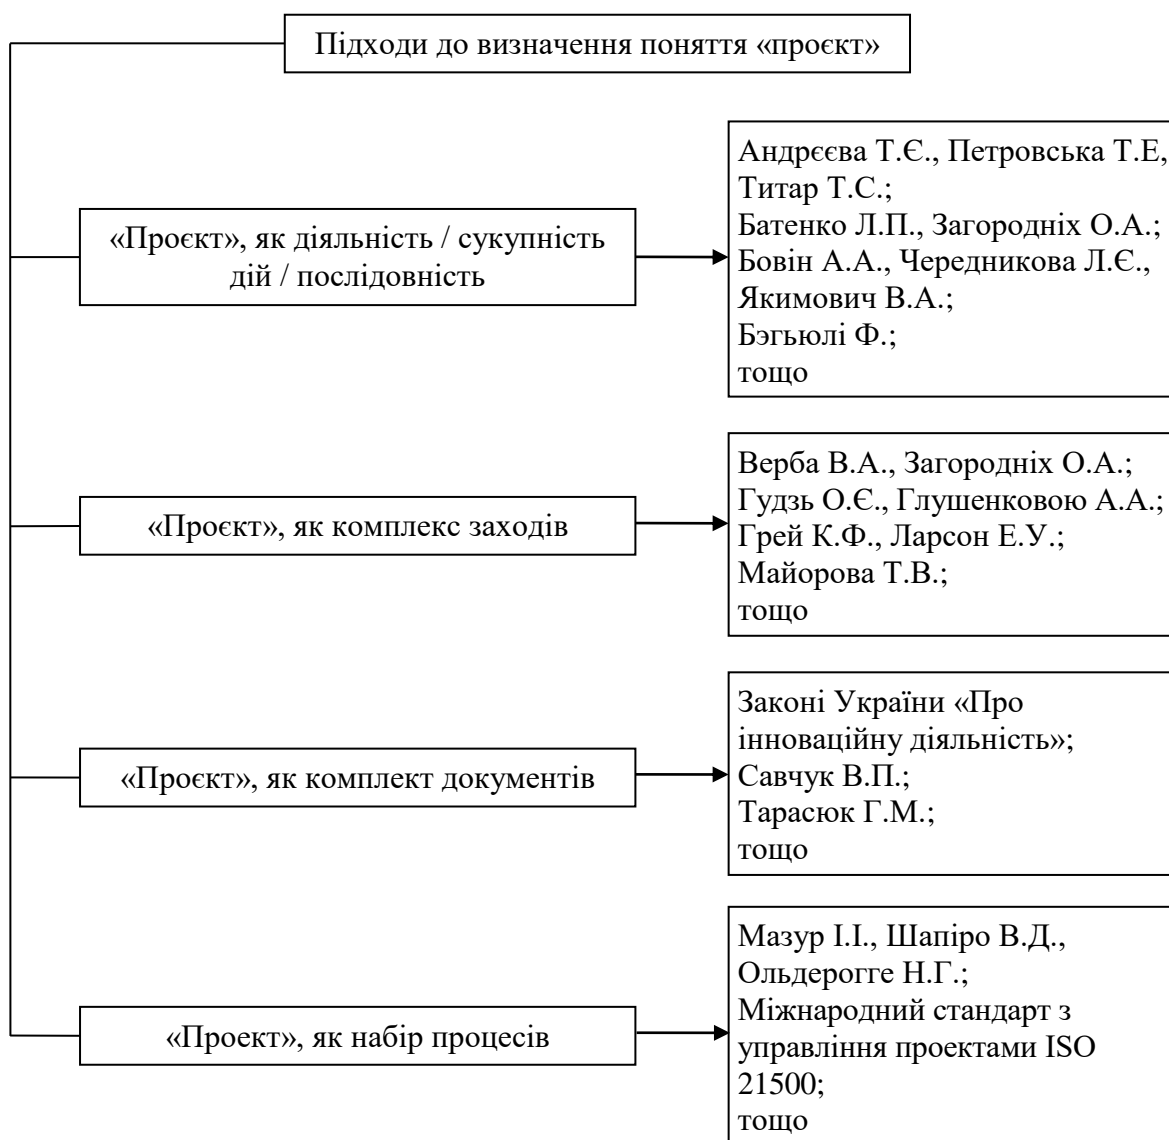 Підходи до визначення поняття «проєкт»
«Проєкт», як діяльність / сукупність
дій / послідовність
Андрєєва Т.Є., Петровська Т.Е,
Титар Т.С.;
Батенко Л.П., Загородніх О.А.;
Бовін А.А., Чередникова Л.Є.,
Якимович В.А.;
Бэгьюлі Ф.;
тощо
«Проєкт», як комплекс заходів
Верба В.А., Загородніх О.А.;
Гудзь О.Є., Глушенковою А.А.;
Грей К.Ф., Ларсон Е.У.;
Майорова Т.В.;
тощо
«Проєкт», як комплект документів
Законі України «Про
інноваційну діяльність»;
Савчук В.П.;
Тарасюк Г.М.;
тощо
«Проект», як набір процесів
Мазур І.І., Шапіро В.Д.,
Ольдерогге Н.Г.;
Міжнародний стандарт з
управління проектами ISO
21500;
тощо